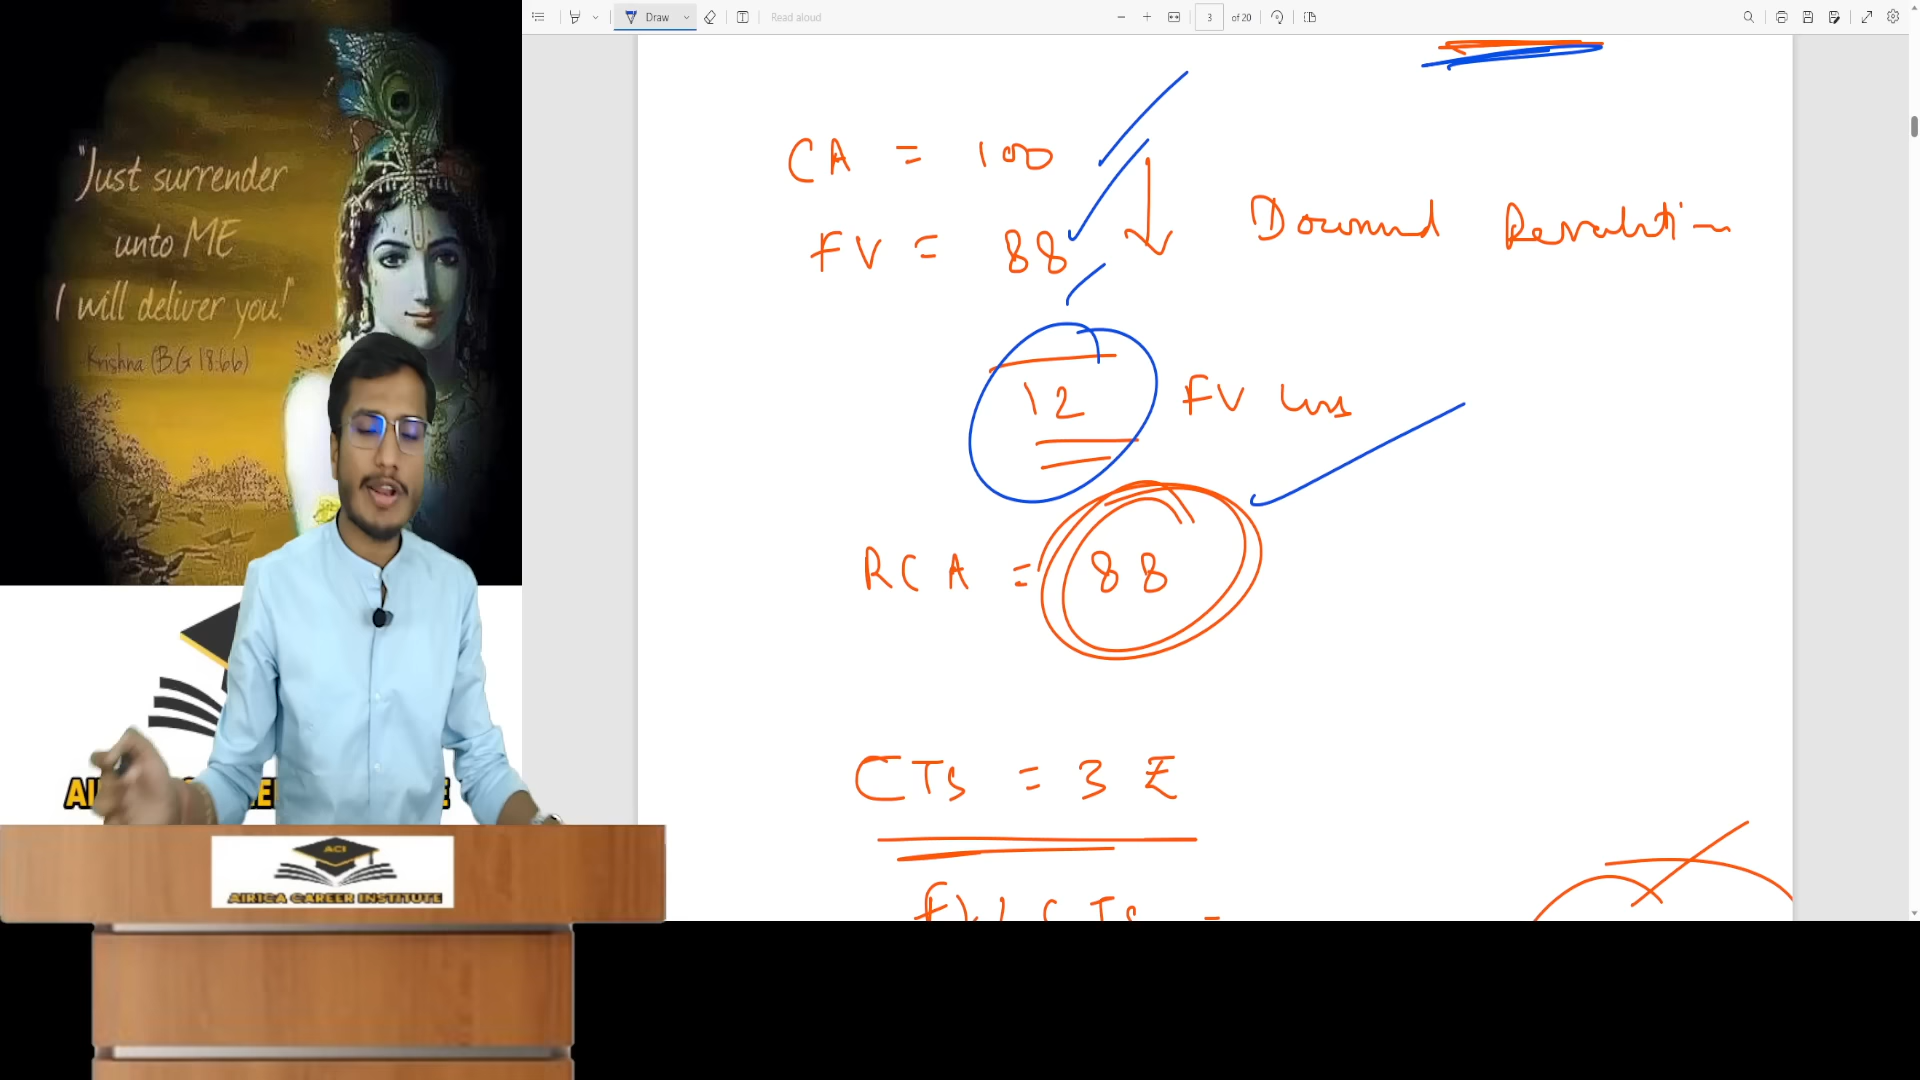 Draw
Read aloud
3 of 20
"Just surrender
unto ME
I will deliver you!"
-Krishna (B.G 18:66)
CA = 100
FV = 88
Downward Revaluation
12 FV loss
RCA = 88
CTS = 3 ₹
ACI
AIRICA CAREER INSTITUTE